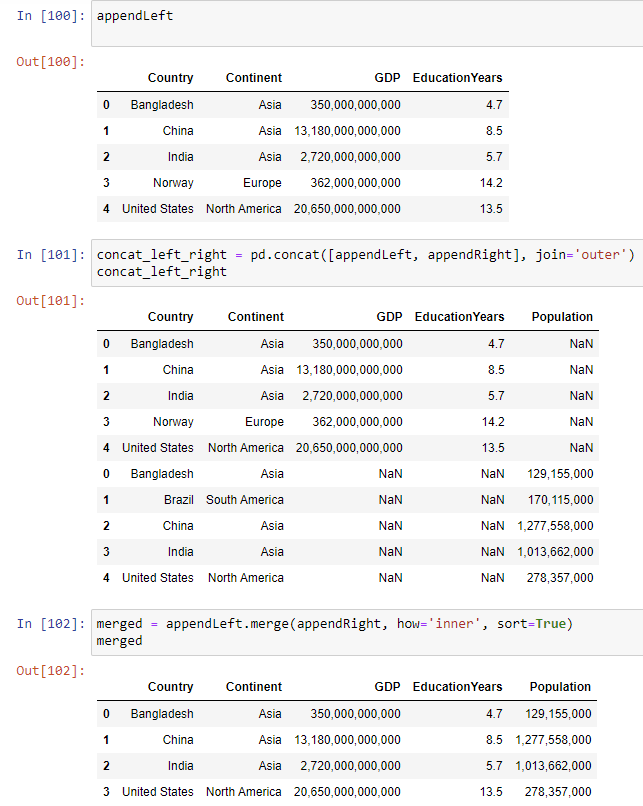 In [100]: appendLeft
Out[100]:
Country Continent GDP EducationYears
0 Bangladesh Asia 350,000,000,000 4.7
1 China Asia 13,180,000,000,000 8.5
2 India Asia 2,720,000,000,000 5.7
3 Norway Europe 362,000,000,000 14.2
4 United States North America 20,650,000,000,000 13.5
In [101]: concat_left_right = pd.concat([appendLeft, appendRight], join='outer')
concat_left_right
Out[101]:
Country Continent GDP EducationYears Population
0 Bangladesh Asia 350,000,000,000 4.7 NaN
1 China Asia 13,180,000,000,000 8.5 NaN
2 India Asia 2,720,000,000,000 5.7 NaN
3 Norway Europe 362,000,000,000 14.2 NaN
4 United States North America 20,650,000,000,000 13.5 NaN
0 Bangladesh Asia NaN NaN 129,155,000
1 Brazil South America NaN NaN 170,115,000
2 China Asia NaN NaN 1,277,558,000
3 India Asia NaN NaN 1,013,662,000
4 United States North America NaN NaN 278,357,000
In [102]: merged = appendLeft.merge(appendRight, how='inner', sort=True)
merged
Out[102]:
Country Continent GDP EducationYears Population
0 Bangladesh Asia 350,000,000,000 4.7 129,155,000
1 China Asia 13,180,000,000,000 8.5 1,277,558,000
2 India Asia 2,720,000,000,000 5.7 1,013,662,000
3 United States North America 20,650,000,000,000 13.5 278,357,000